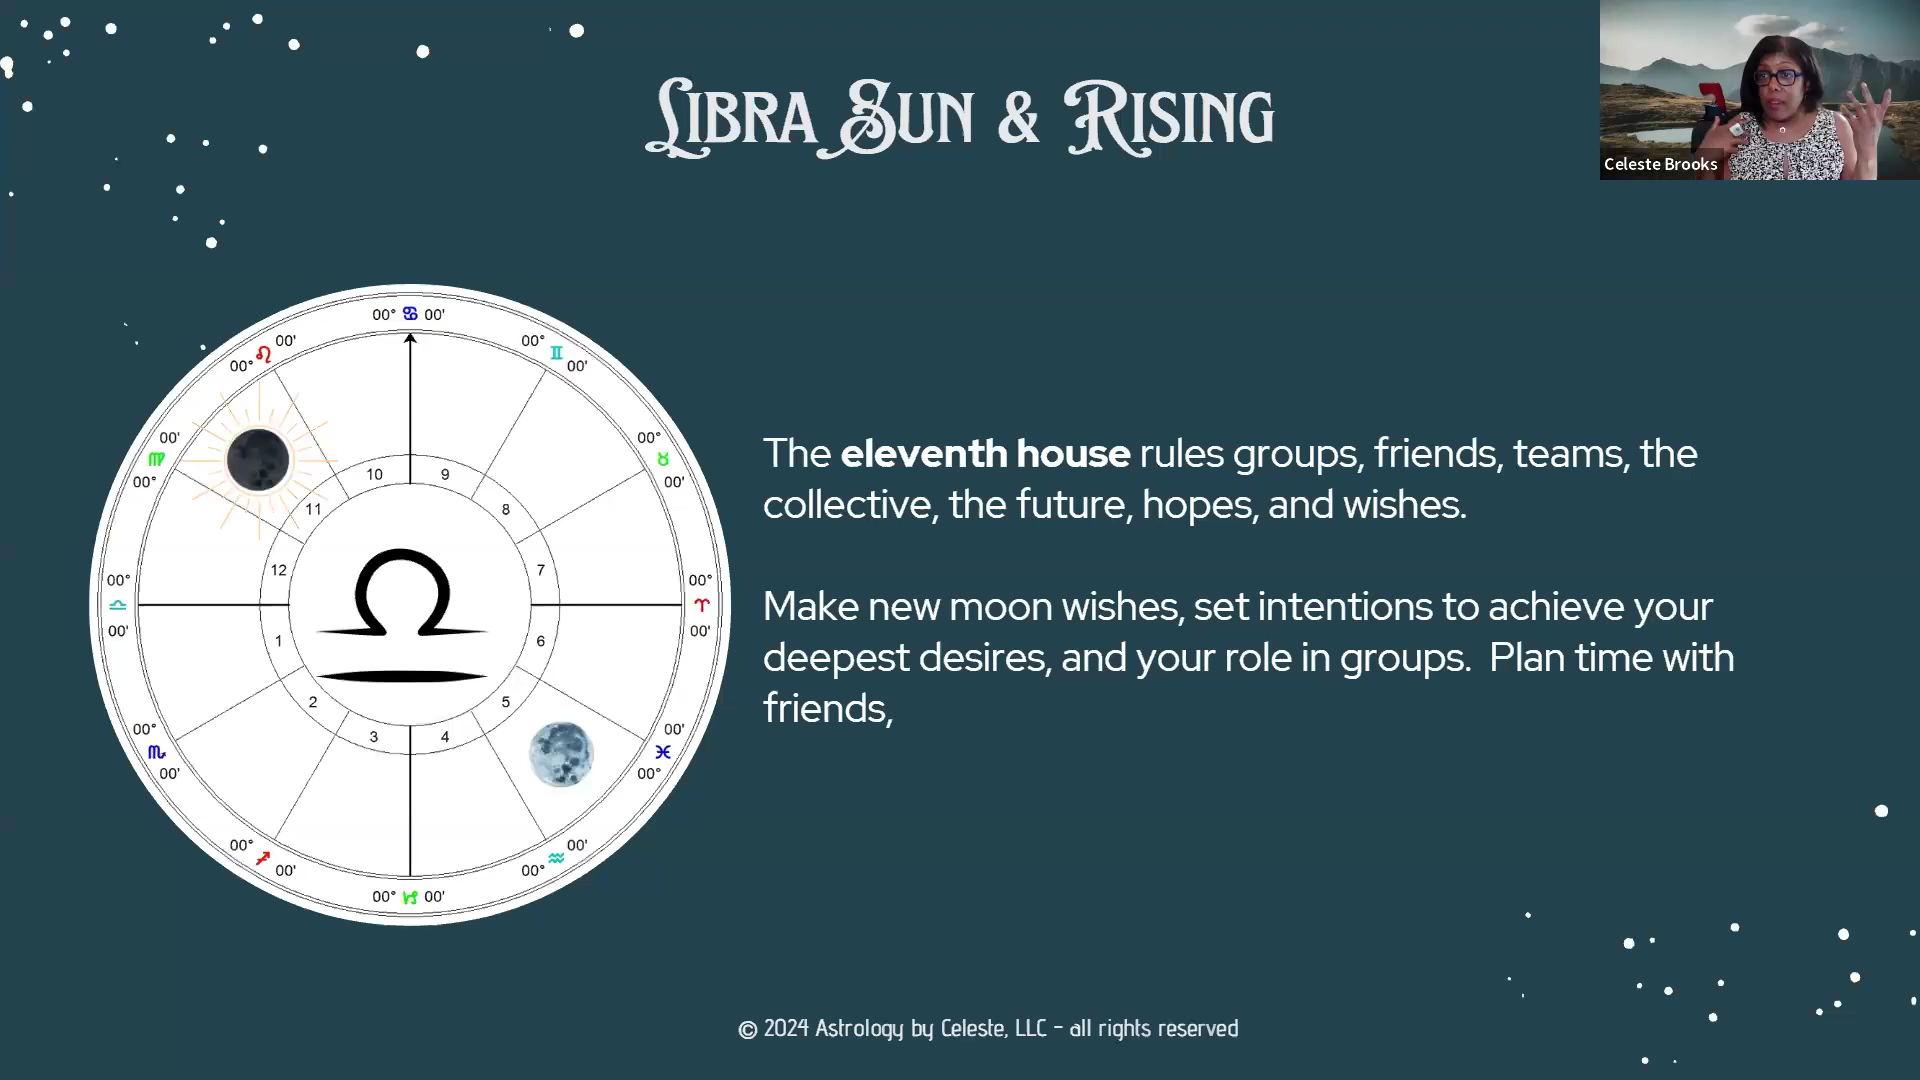 LIBRA SUN & RISING
Celeste Brooks
00° ♋ 00'
00° ♌ 00'
00° ♊ 00'
00' ♍ 00°
00° ♉ 00'
10 9
11 8
12 7
00° ♎ 00'
00° ♈ 00'
1 6
2 5
3 4
♎
00° ♏ 00'
00' ♓ 00°
00° ♐ 00'
00° ♒ 00'
00° ♑ 00'
The eleventh house rules groups, friends, teams, the
collective, the future, hopes, and wishes.
Make new moon wishes, set intentions to achieve your
deepest desires, and your role in groups.  Plan time with
friends,
© 2024 Astrology by Celeste, LLC - all rights reserved